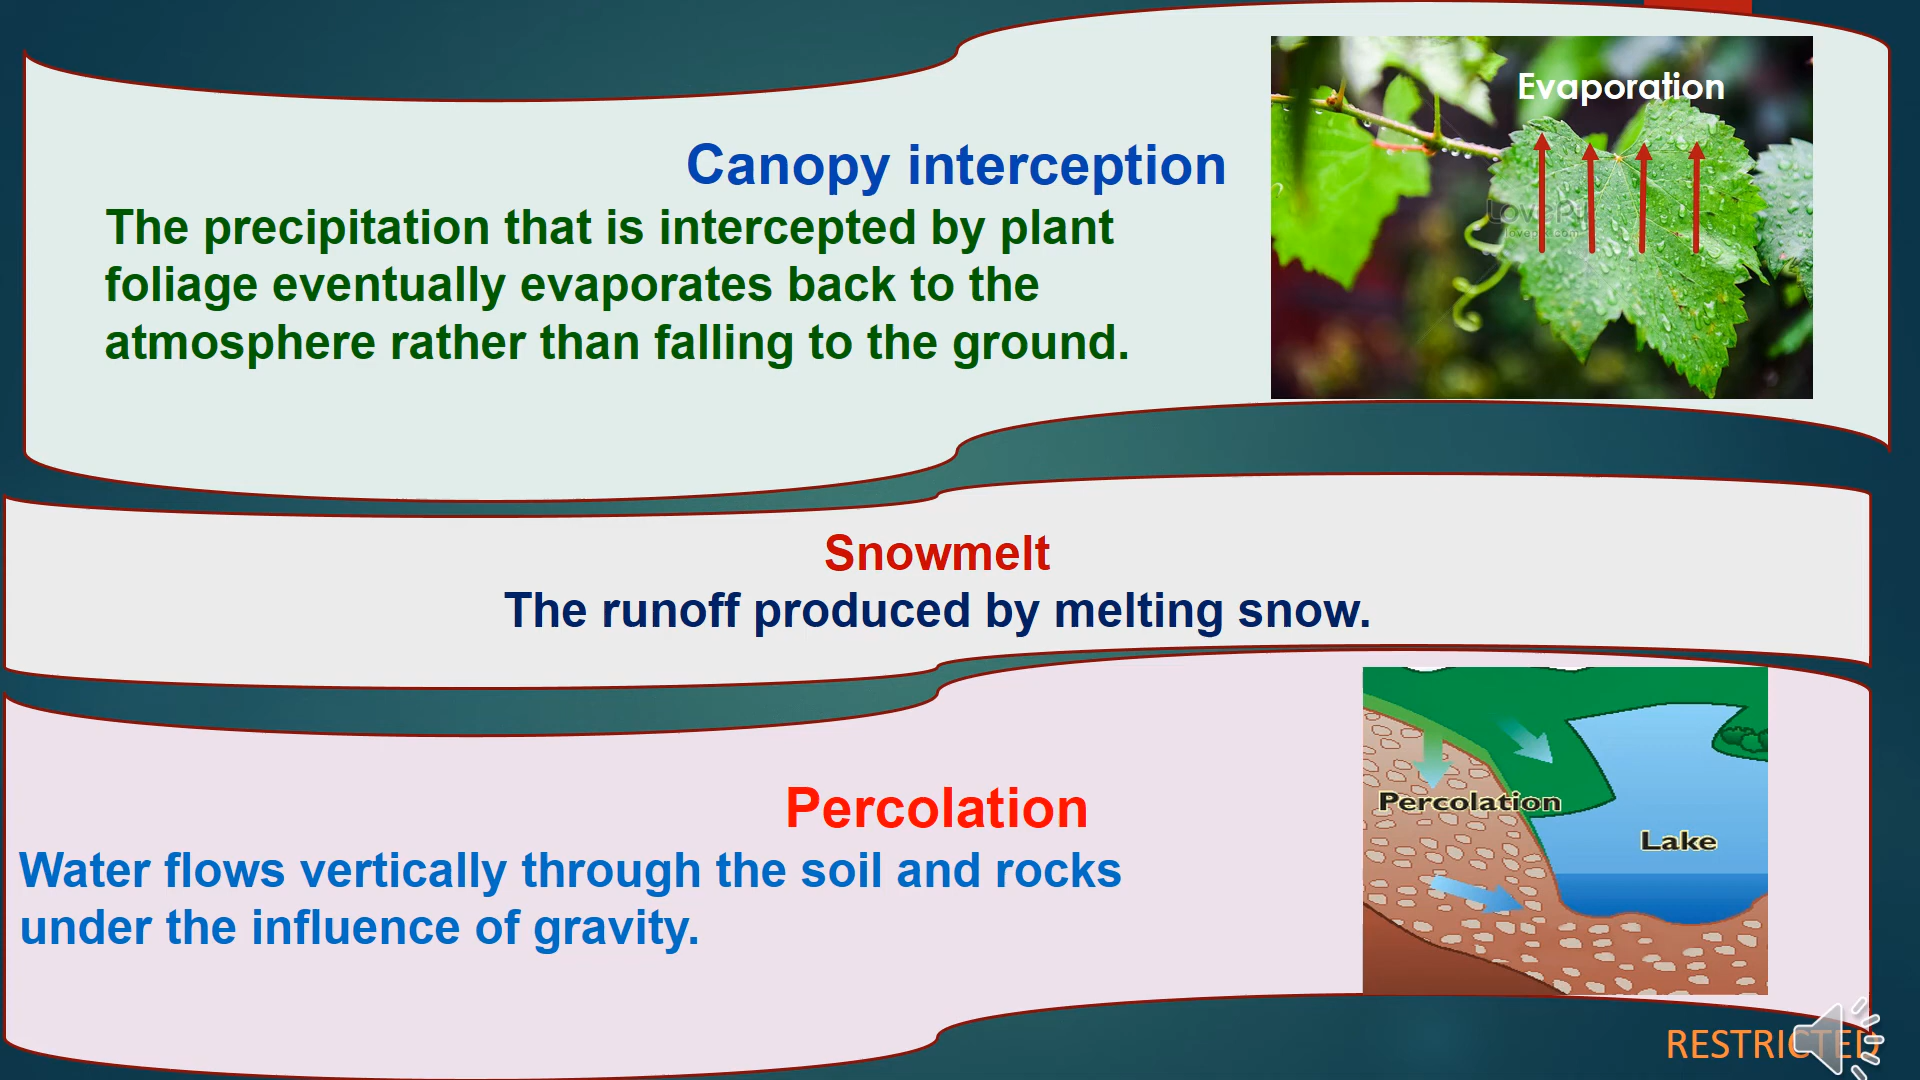 Evaporation
Canopy interception
The precipitation that is intercepted by plant
foliage eventually evaporates back to the
atmosphere rather than falling to the ground.
Snowmelt
The runoff produced by melting snow.
Percolation
Water flows vertically through the soil and rocks
under the influence of gravity.
Percolation
Lake
RESTRICTED